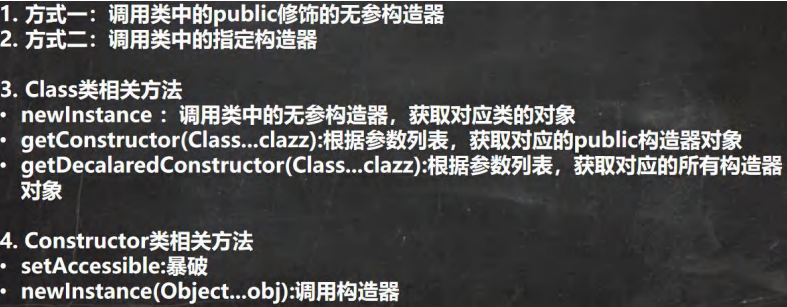 1. 方式一：调用类中的public修饰的无参构造器
2. 方式二：调用类中的指定构造器
3. Class类相关方法
• newInstance ：调用类中的无参构造器，获取对应类的对象
• getConstructor(Class...clazz):根据参数列表，获取对应的public构造器对象
• getDecalaredConstructor(Class...clazz):根据参数列表，获取对应的所有构造器
对象
4. Constructor类相关方法
• setAccessible:暴破
• newInstance(Object...obj):调用构造器